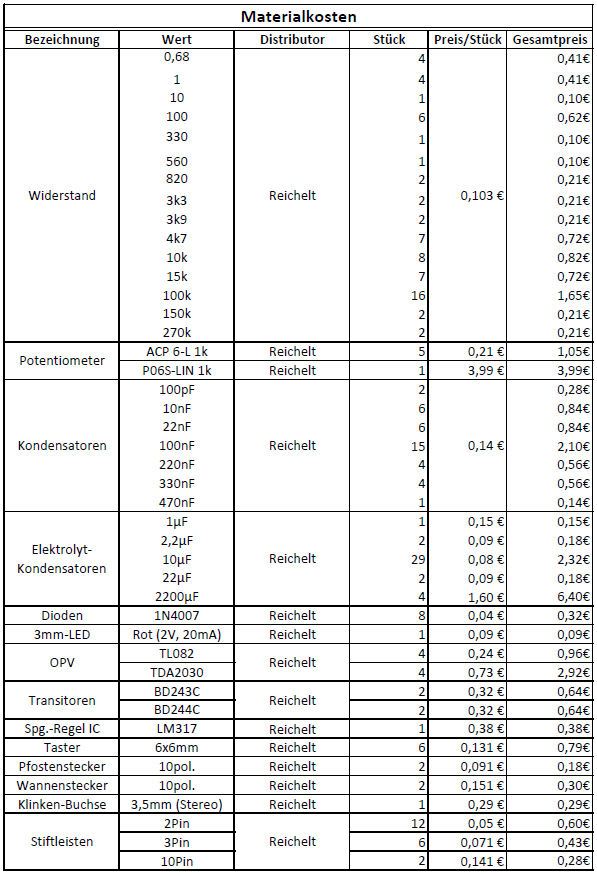 Materialkosten
Bezeichnung Wert Distributor Stück Preis/Stück Gesamtpreis
0,68 4 0,41€
1 4 0,41€
10 1 0,10€
100 6 0,62€
330 1 0,10€
560 1 0,10€
820 2 0,21€
Widerstand 3k3 Reichelt 2 0,103 € 0,21€
3k9 2 0,21€
4k7 7 0,72€
10k 8 0,82€
15k 7 0,72€
100k 16 1,65€
150k 2 0,21€
270k 2 0,21€
Potentiometer ACP 6-L 1k Reichelt 5 0,21 € 1,05€
P06S-LIN 1k Reichelt 1 3,99 € 3,99€
100pF 2 0,28€
10nF 6 0,84€
22nF 6 0,84€
Kondensatoren 100nF Reichelt 15 0,14 € 2,10€
220nF 4 0,56€
330nF 4 0,56€
470nF 1 0,14€
1µF 1 0,15 € 0,15€
2,2µF 2 0,09 € 0,18€
Elektrolyt-
Kondensatoren 10µF Reichelt 29 0,08 € 2,32€
22µF 2 0,09 € 0,18€
2200µF 4 1,60 € 6,40€
Dioden 1N4007 Reichelt 8 0,04 € 0,32€
3mm-LED Rot (2V, 20mA) Reichelt 1 0,09 € 0,09€
OPV TL082 Reichelt 4 0,24 € 0,96€
TDA2030 4 0,73 € 2,92€
Transitoren BD243C Reichelt 2 0,32 € 0,64€
BD244C 2 0,32 € 0,64€
Spg.-Regel IC LM317 Reichelt 1 0,38 € 0,38€
Taster 6x6mm Reichelt 6 0,131 € 0,79€
Pfostenstecker 10pol. Reichelt 2 0,091 € 0,18€
Wannenstecker 10pol. Reichelt 2 0,151 € 0,30€
Klinken-Buchse 3,5mm (Stereo) Reichelt 1 0,29 € 0,29€
2Pin 12 0,05 € 0,60€
Stiftleisten 3Pin Reichelt 6 0,071 € 0,43€
10Pin 2 0,141 € 0,28€